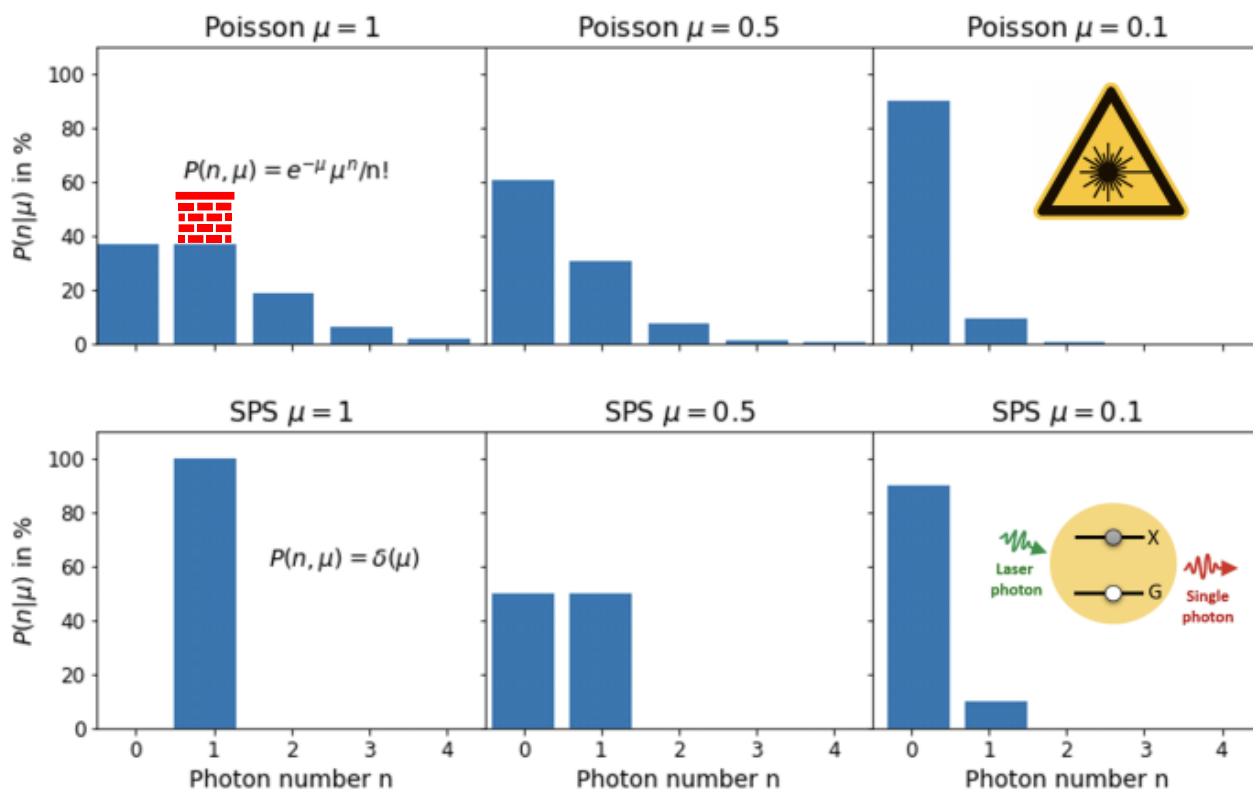 Poisson μ = 1
Poisson μ = 0.5
Poisson μ = 0.1
P(n|μ) in %
100
80
60
40
20
0
P(n, μ) = e^{-μ} μ^n/n!
SPS μ = 1
SPS μ = 0.5
SPS μ = 0.1
P(n|μ) in %
100
80
60
40
20
0
P(n, μ) = δ(μ)
X
G
Laser
photon
Single
photon
0 1 2 3 4
0 1 2 3 4
0 1 2 3 4
Photon number n
Photon number n
Photon number n